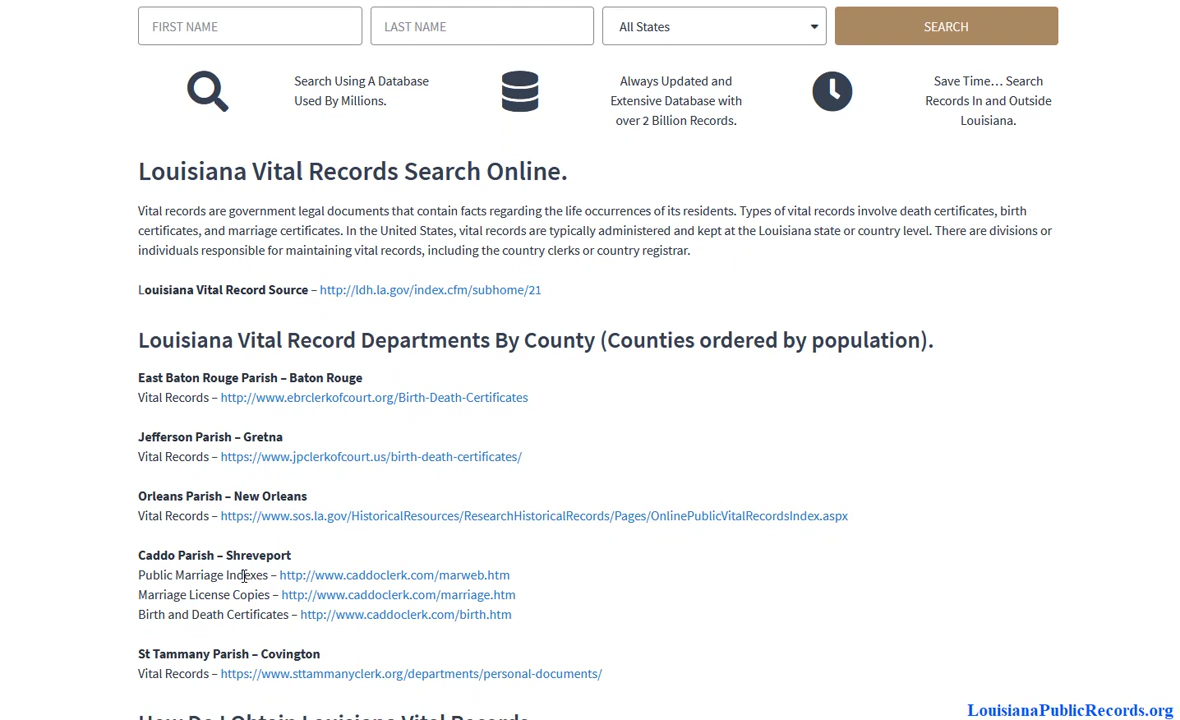 FIRST NAME
LAST NAME
All States
SEARCH
Search Using A Database
Used By Millions.
Always Updated and
Extensive Database with
over 2 Billion Records.
Save Time... Search
Records In and Outside
Louisiana.
Louisiana Vital Records Search Online.
Vital records are government legal documents that contain facts regarding the life occurrences of its residents. Types of vital records involve death certificates, birth
certificates, and marriage certificates. In the United States, vital records are typically administered and kept at the Louisiana state or country level. There are divisions or
individuals responsible for maintaining vital records, including the country clerks or country registrar.
Louisiana Vital Record Source – http://ldh.la.gov/index.cfm/subhome/21
Louisiana Vital Record Departments By County (Counties ordered by population).
East Baton Rouge Parish – Baton Rouge
Vital Records – http://www.ebrclerkofcourt.org/Birth-Death-Certificates
Jefferson Parish – Gretna
Vital Records – https://www.jpclerkofcourt.us/birth-death-certificates/
Orleans Parish – New Orleans
Vital Records – https://www.sos.la.gov/HistoricalResources/ResearchHistoricalRecords/Pages/OnlinePublicVitalRecordsIndex.aspx
Caddo Parish – Shreveport
Public Marriage Indexes – http://www.caddoclerk.com/marweb.htm
Marriage License Copies – http://www.caddoclerk.com/marriage.htm
Birth and Death Certificates – http://www.caddoclerk.com/birth.htm
St Tammany Parish – Covington
Vital Records – https://www.sttammanyclerk.org/departments/personal-documents/
How Do I Obtain Louisiana Vital Records
LouisianaPublicRecords.org